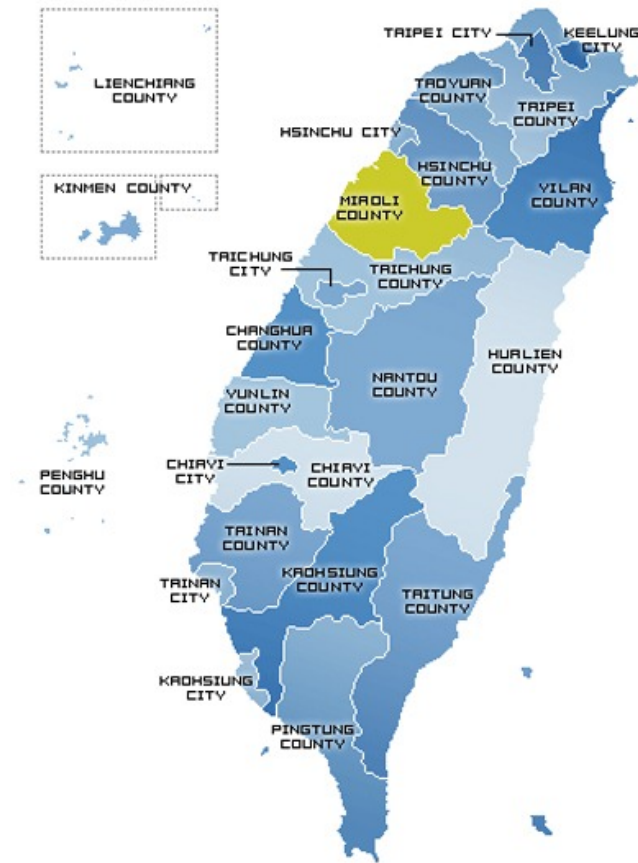 TAIPEI CITY
KEELUNG
CITY
LIENCHIANG
COUNTY
TAOYUAN
COUNTY
TAIPEI
COUNTY
HSINCHU CITY
HSINCHU
COUNTY
KINMEN COUNTY
YILAN
COUNTY
MIAOLI
COUNTY
TAICHUNG
CITY
TAICHUNG
COUNTY
CHANGHUA
COUNTY
HUALIEN
COUNTY
NANTOU
COUNTY
YUNLIN
COUNTY
CHIAYI
CITY
CHIAYI
COUNTY
PENGHU
COUNTY
TAINAN
COUNTY
KAOHSIUNG
COUNTY
TAINAN
CITY
TAITUNG
COUNTY
KAOHSIUNG
CITY
PINGTUNG
COUNTY